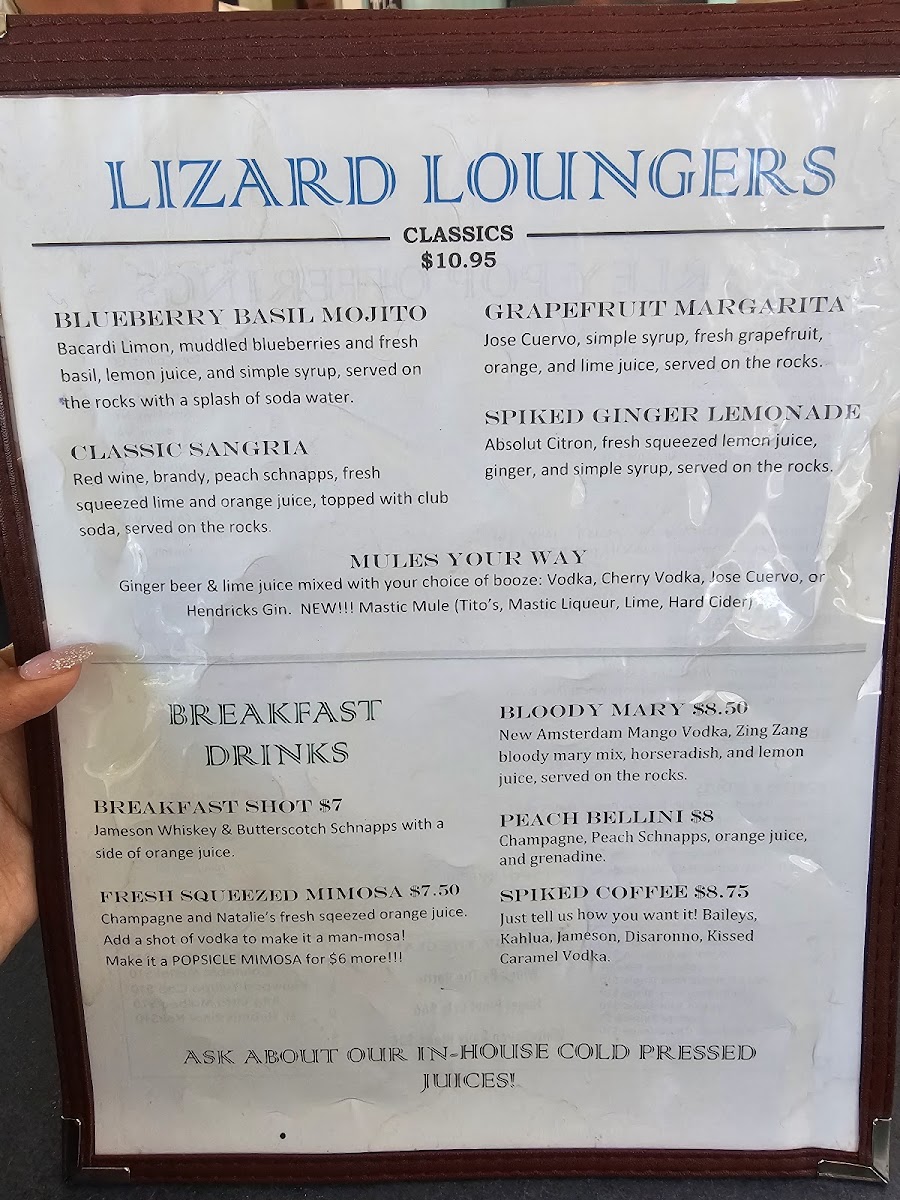 LIZARD LOUNGERS
CLASSICS
$10.95
BLUEBERRY BASIL MOJITO
Bacardi Limon, muddled blueberries and fresh
basil, lemon juice, and simple syrup, served on
the rocks with a splash of soda water.
CLASSIC SANGRIA
Red wine, brandy, peach schnapps, fresh
squeezed lime and orange juice, topped with club
soda, served on the rocks.
GRAPEFRUIT MARGARITA
Jose Cuervo, simple syrup, fresh grapefruit,
orange, and lime juice, served on the rocks.
SPIKED GINGER LEMONADE
Absolut Citron, fresh squeezed lemon juice,
ginger, and simple syrup, served on the rocks.
MULES YOUR WAY
Ginger beer & lime juice mixed with your choice of booze: Vodka, Cherry Vodka, Jose Cuervo, or
Hendricks Gin. NEW!!! Mastic Mule (Tito's, Mastic Liqueur, Lime, Hard Cider)
BREAKFAST
DRINKS
BREAKFAST SHOT $7
Jameson Whiskey & Butterscotch Schnapps with a
side of orange juice.
FRESH SQUEEZED MIMOSA $7.50
Champagne and Natalie's fresh sqeezed orange juice.
Add a shot of vodka to make it a man-mosa!
Make it a POPSICLE MIMOSA for $6 more!!!
BLOODY MARY $8.50
New Amsterdam Mango Vodka, Zing Zang
bloody mary mix, horseradish, and lemon
juice, served on the rocks.
PEACH BELLINI $8
Champagne, Peach Schnapps, orange juice,
and grenadine.
SPIKED COFFEE $8.75
Just tell us how you want it! Baileys,
Kahlua, Jameson, Disaronno, Kissed
Caramel Vodka.
ASK ABOUT OUR IN-HOUSE COLD PRESSED
JUICES!